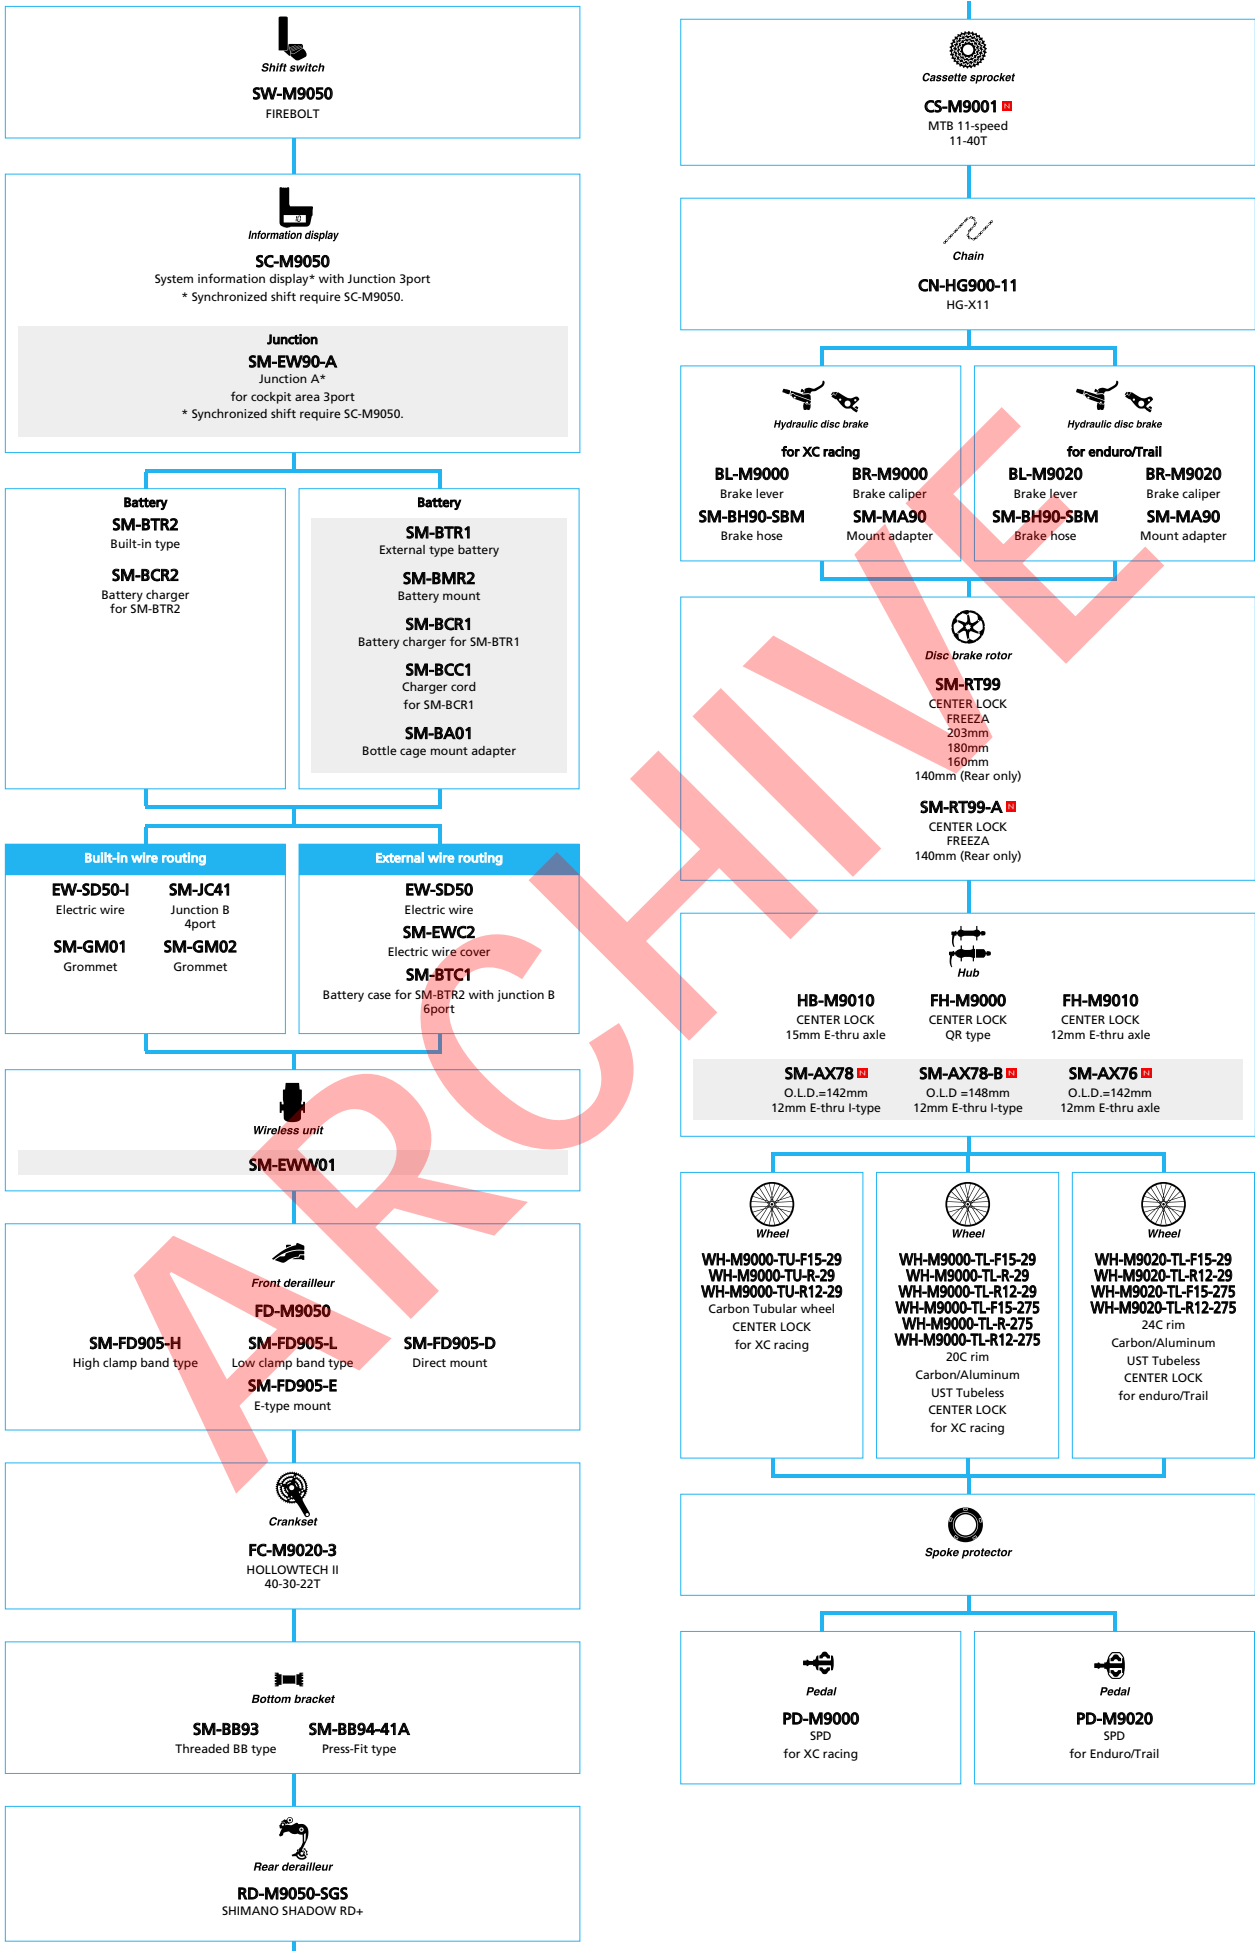 Shift switch
SW-M9050
FIREBOLT
Information display
SC-M9050
System information display* with Junction 3port
* Synchronized shift require SC-M9050.
Junction
SM-EW90-A
Junction A*
for cockpit area 3port
* Synchronized shift require SC-M9050.
Battery
SM-BTR2
Built-in type
SM-BCR2
Battery charger
for SM-BTR2
Battery
SM-BTR1
External type battery
SM-BMR2
Battery mount
SM-BCR1
Battery charger for SM-BTR1
SM-BCC1
Charger cord
for SM-BCR1
SM-BA01
Bottle cage mount adapter
Built-in wire routing
EW-SD50-I SM-JC41
Electric wire Junction B
4port
SM-GM01 SM-GM02
Grommet Grommet
External wire routing
EW-SD50
Electric wire
SM-EWC2
Electric wire cover
SM-BTC1
Battery case for SM-BTR2 with junction B
6port
Wireless unit
SM-EWW01
Front derailleur
FD-M9050
SM-FD905-H SM-FD905-L SM-FD905-D
High clamp band type Low clamp band type Direct mount
SM-FD905-E
E-type mount
Crankset
FC-M9020-3
HOLLOWTECH II
40-30-22T
Bottom bracket
SM-BB93 SM-BB94-41A
Threaded BB type Press-Fit type
Rear derailleur
RD-M9050-SGS
SHIMANO SHADOW RD+
Cassette sprocket
CS-M9001 N
MTB 11-speed
11-40T
Chain
CN-HG900-11
HG-X11
Hydraulic disc brake
for XC racing
BL-M9000 BR-M9000
Brake lever Brake caliper
SM-BH90-SBM SM-MA90
Brake hose Mount adapter
Hydraulic disc brake
for enduro/Trail
BL-M9020 BR-M9020
Brake lever Brake caliper
SM-BH90-SBM SM-MA90
Brake hose Mount adapter
Disc brake rotor
SM-RT99
CENTER LOCK
FREEZA
203mm
180mm
160mm
140mm (Rear only)
SM-RT99-A N
CENTER LOCK
FREEZA
140mm (Rear only)
Hub
HB-M9010 FH-M9000 FH-M9010
CENTER LOCK CENTER LOCK CENTER LOCK
15mm E-thru axle QR type 12mm E-thru axle
SM-AX78 N SM-AX78-B N SM-AX76 N
O.L.D.=142mm O.L.D =148mm O.L.D.=142mm
12mm E-thru I-type 12mm E-thru I-type 12mm E-thru axle
Wheel
WH-M9000-TU-F15-29
WH-M9000-TU-R-29
WH-M9000-TU-R12-29
Carbon Tubular wheel
CENTER LOCK
for XC racing
Wheel
WH-M9000-TL-F15-29
WH-M9000-TL-R-29
WH-M9000-TL-R12-29
WH-M9000-TL-F15-275
WH-M9000-TL-R-275
WH-M9000-TL-R12-275
20C rim
Carbon/Aluminum
UST Tubeless
CENTER LOCK
for XC racing
Wheel
WH-M9020-TL-F15-29
WH-M9020-TL-R12-29
WH-M9020-TL-F15-275
WH-M9020-TL-R12-275
24C rim
Carbon/Aluminum
UST Tubeless
CENTER LOCK
for enduro/Trail
Spoke protector
Pedal
PD-M9000
SPD
for XC racing
Pedal
PD-M9020
SPD
for Enduro/Trail
ARCHIVE